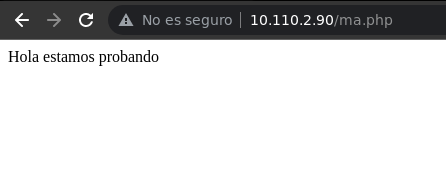 No es seguro 10.110.2.90/ma.php
Hola estamos probando